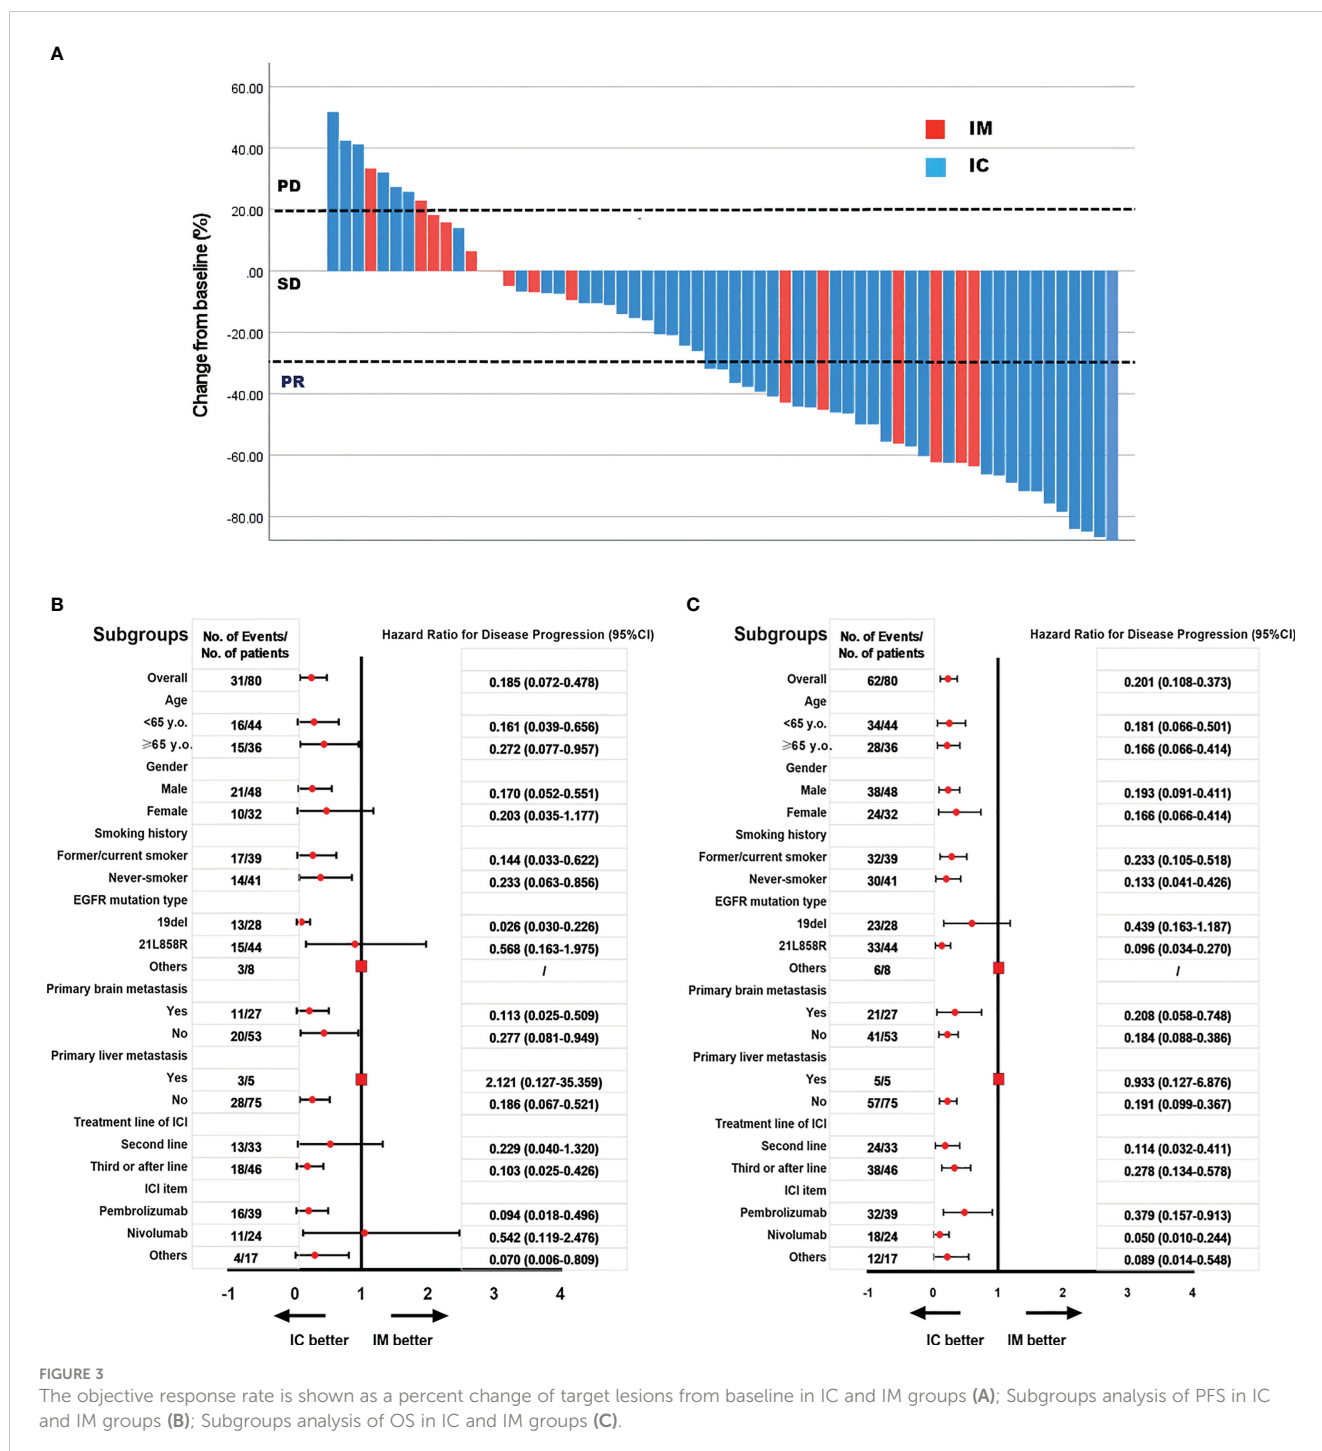 A
60.00
40.00
20.00
.00
-20.00
-40.00
-60.00
-80.00
Change from baseline (%)
PD
SD
PR
IM
IC
B
Subgroups No. of Events/ No. of patients Hazard Ratio for Disease Progression (95%CI)
Overall 31/80 0.185 (0.072-0.478)
Age
<65 y.o. 16/44 0.161 (0.039-0.656)
≥65 y.o. 15/36 0.272 (0.077-0.957)
Gender
Male 21/48 0.170 (0.052-0.551)
Female 10/32 0.203 (0.035-1.177)
Smoking history
Former/current smoker 17/39 0.144 (0.033-0.622)
Never-smoker 14/41 0.233 (0.063-0.856)
EGFR mutation type
19del 13/28 0.026 (0.030-0.226)
21L858R 15/44 0.568 (0.163-1.975)
Others 3/8 /
Primary brain metastasis
Yes 11/27 0.113 (0.025-0.509)
No 20/53 0.277 (0.081-0.949)
Primary liver metastasis
Yes 3/5 2.121 (0.127-35.359)
No 28/75 0.186 (0.067-0.521)
Treatment line of ICI
Second line 13/33 0.229 (0.040-1.320)
Third or after line 18/46 0.103 (0.025-0.426)
ICI item
Pembrolizumab 16/39 0.094 (0.018-0.496)
Nivolumab 11/24 0.542 (0.119-2.476)
Others 4/17 0.070 (0.006-0.809)
-1 0 1 2 3 4
IC better IM better
C
Subgroups No. of Events/ No. of patients Hazard Ratio for Disease Progression (95%CI)
Overall 62/80 0.201 (0.108-0.373)
Age
<65 y.o. 34/44 0.181 (0.066-0.501)
≥65 y.o. 28/36 0.166 (0.066-0.414)
Gender
Male 38/48 0.193 (0.091-0.411)
Female 24/32 0.166 (0.066-0.414)
Smoking history
Former/current smoker 32/39 0.233 (0.105-0.518)
Never-smoker 30/41 0.133 (0.041-0.426)
EGFR mutation type
19del 23/28 0.439 (0.163-1.187)
21L858R 33/44 0.096 (0.034-0.270)
Others 6/8 /
Primary brain metastasis
Yes 21/27 0.208 (0.058-0.748)
No 41/53 0.184 (0.088-0.386)
Primary liver metastasis
Yes 5/5 0.933 (0.127-6.876)
No 57/75 0.191 (0.099-0.367)
Treatment line of ICI
Second line 24/33 0.114 (0.032-0.411)
Third or after line 38/46 0.278 (0.134-0.578)
ICI item
Pembrolizumab 32/39 0.379 (0.157-0.913)
Nivolumab 18/24 0.050 (0.010-0.244)
Others 12/17 0.089 (0.014-0.548)
-1 0 1 2 3 4
IC better IM better
FIGURE 3
The objective response rate is shown as a percent change of target lesions from baseline in IC and IM groups (A); Subgroups analysis of PFS in IC
and IM groups (B); Subgroups analysis of OS in IC and IM groups (C).